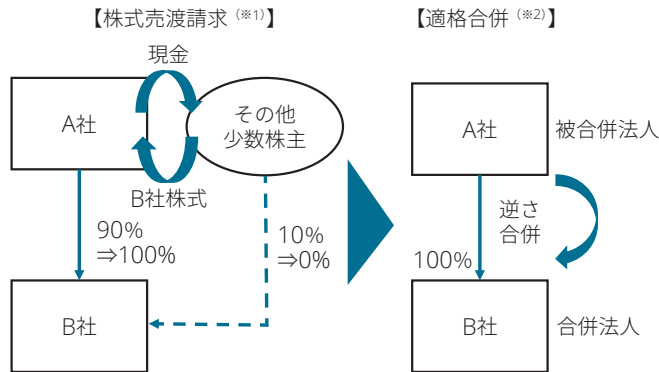 【株式売渡請求（※1）】
現金
A社
その他
少数株主
B社株式
90%
⇒100%
10%
⇒0%
B社
【適格合併（※2）】
A社
被合併法人
逆さ
合併
100%
B社
合併法人